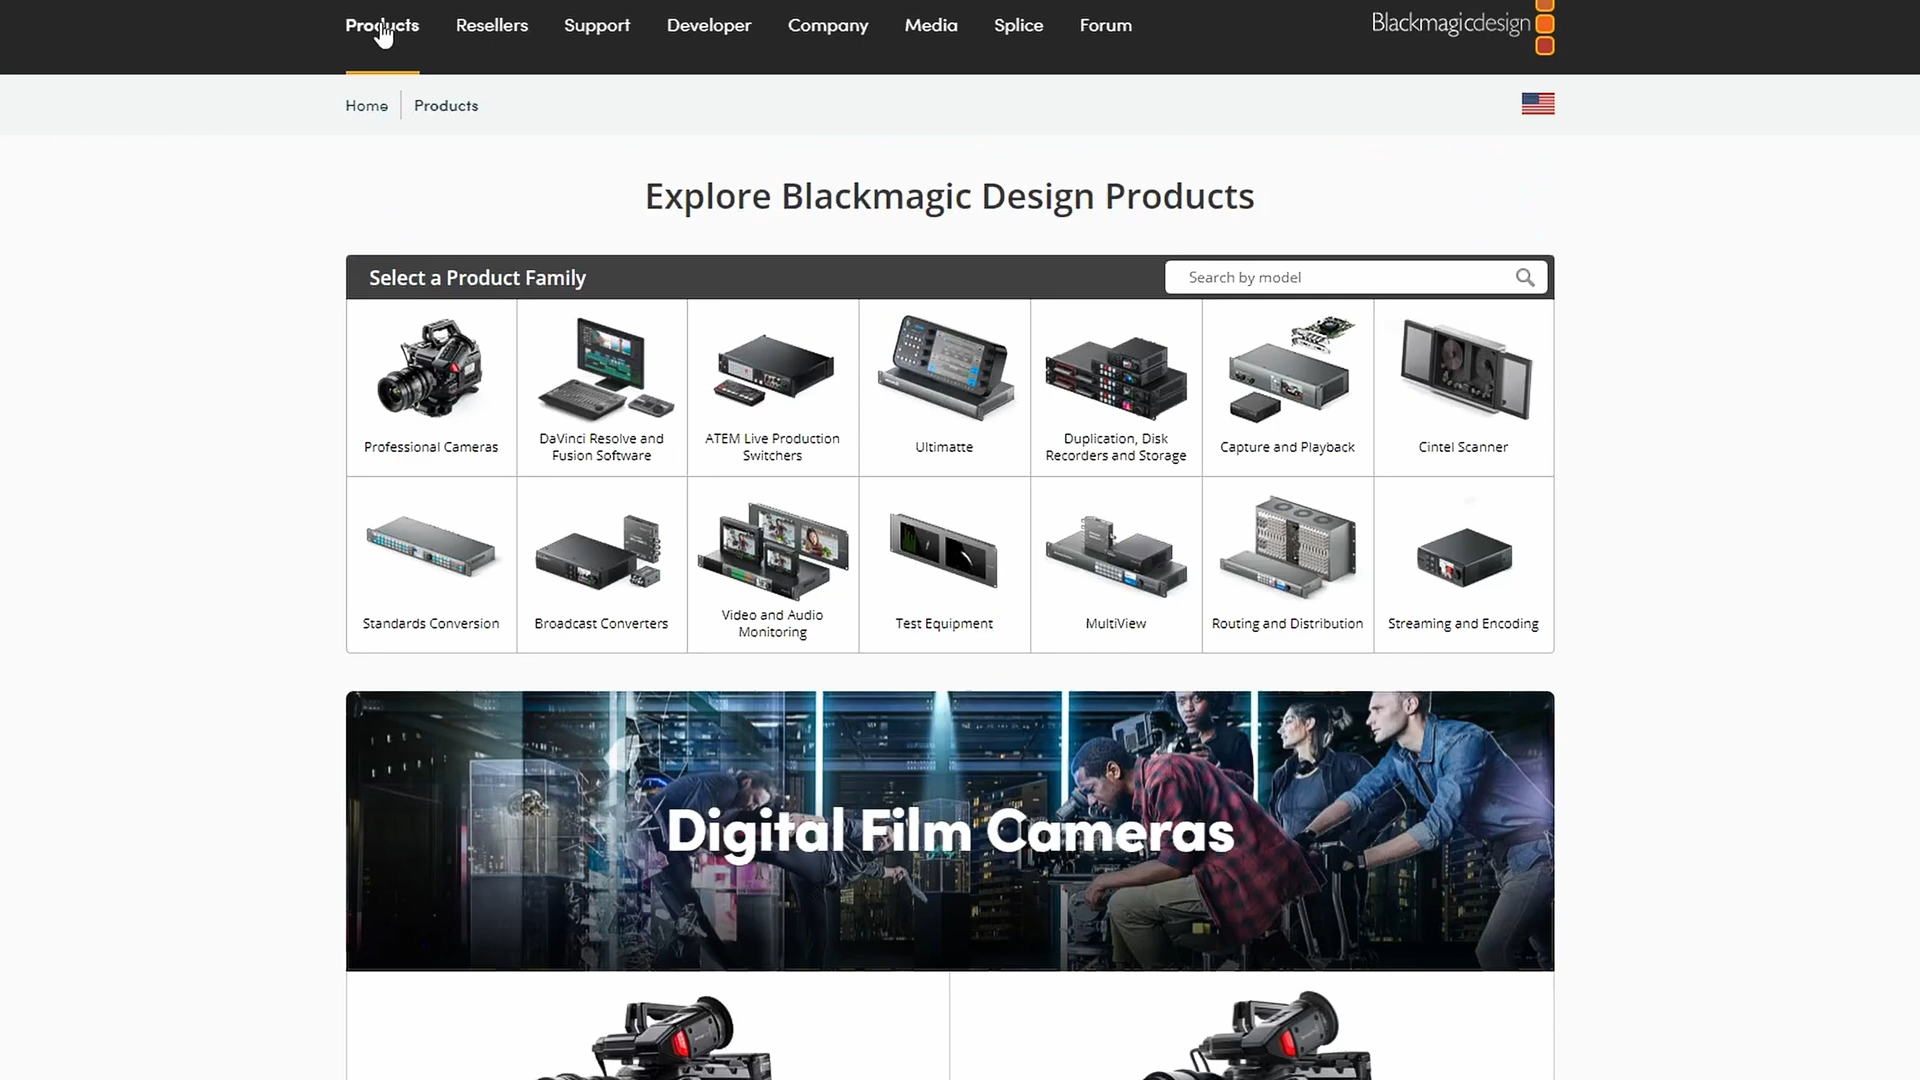 Products Resellers Support Developer Company Media Splice Forum
Blackmagicdesign
Home Products
Explore Blackmagic Design Products
Select a Product Family
Search by model
Professional Cameras
DaVinci Resolve and
Fusion Software
ATEM Live Production
Switchers
Ultimatte
Duplication, Disk
Recorders and Storage
Capture and Playback
Cintel Scanner
Standards Conversion
Broadcast Converters
Video and Audio
Monitoring
Test Equipment
MultiView
Routing and Distribution
Streaming and Encoding
Digital Film Cameras